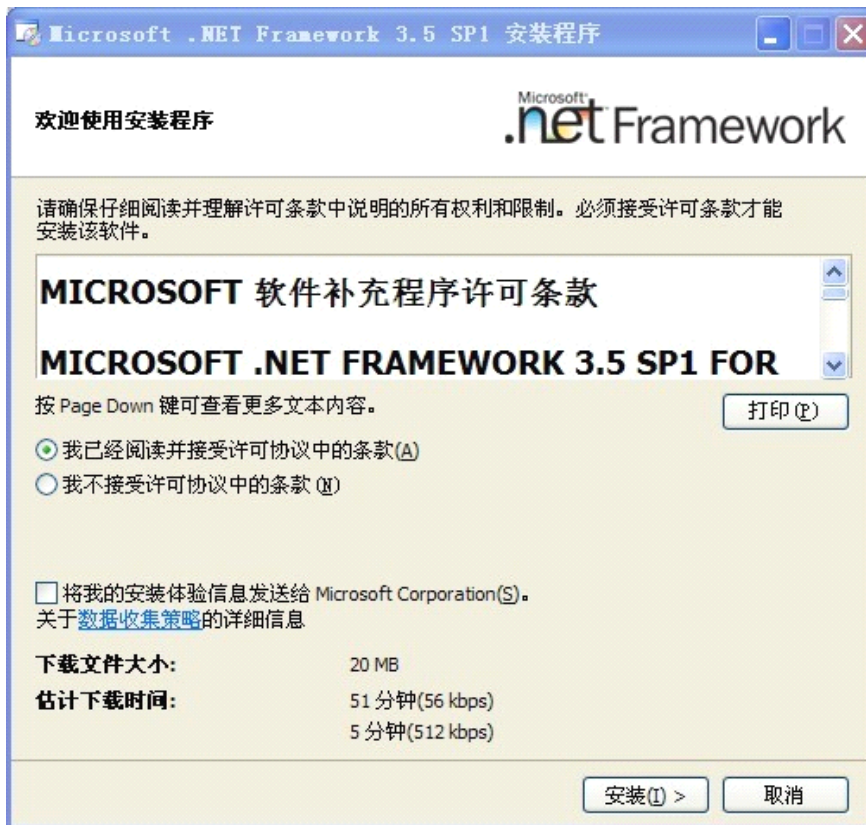 Microsoft .NET Framework 3.5 SP1 安装程序
欢迎使用安装程序
Microsoft
.net Framework
请确保仔细阅读并理解许可条款中说明的所有权利和限制。必须接受许可条款才能
安装该软件。
MICROSOFT 软件补充程序许可条款
MICROSOFT .NET FRAMEWORK 3.5 SP1 FOR
按 Page Down 键可查看更多文本内容。
打印(P)
我已经阅读并接受许可协议中的条款(A)
我不接受许可协议中的条款(N)
将我的安装体验信息发送给 Microsoft Corporation(S)。
关于数据收集策略的详细信息
下载文件大小: 20 MB
估计下载时间: 51 分钟(56 kbps)
5 分钟(512 kbps)
安装(I) > 取消